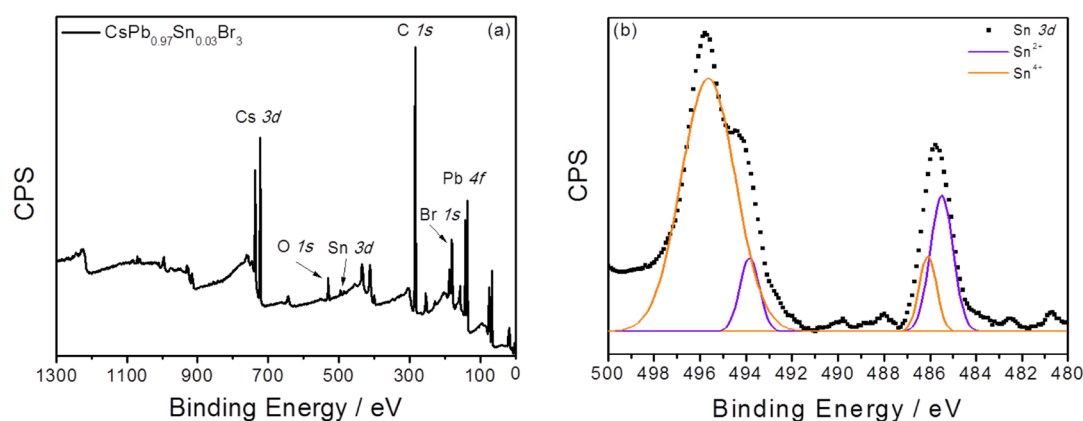 CsPb0.97Sn0.03Br3
C 1s
(a)
Cs 3d
Pb 4f
Br 1s
O 1s
Sn 3d
CPS
1300
1100
900
700
500
300
100
0
Binding Energy / eV
(b)
Sn 3d
Sn2+
Sn4+
CPS
500
498
496
494
492
490
488
486
484
482
480
Binding Energy / eV